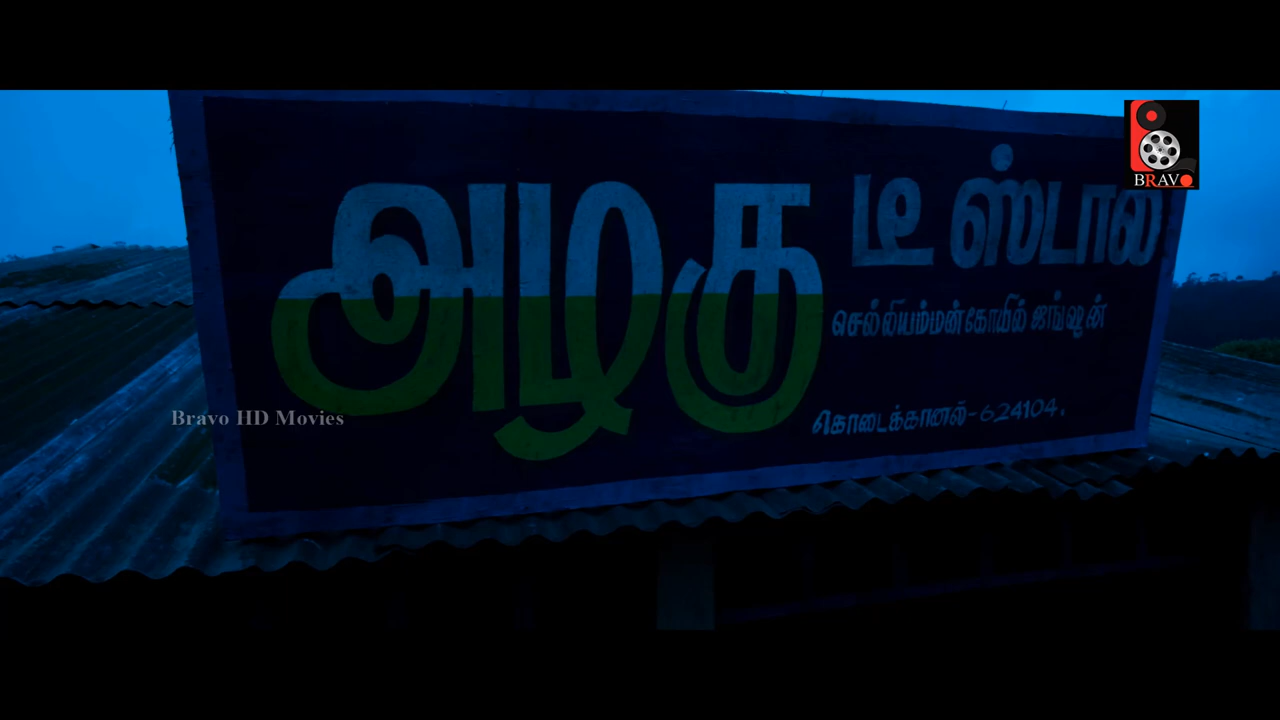 அழகு டீ ஸ்டால்
செல்லியம்மன் கோயில் ஜங்ஷன்
கொடைக்கானல் - 624104.
BRAVO
Bravo HD Movies